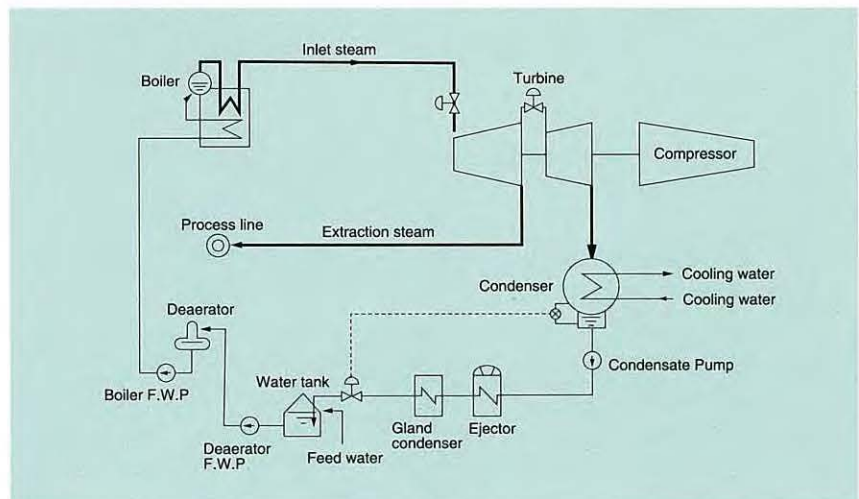 Inlet steam
Boiler
Turbine
Compressor
Process line
Extraction steam
Condenser
Cooling water
Cooling water
Deaerator
Condensate Pump
Water tank
Boiler F.W.P
Gland
condenser
Ejector
Deaerator
F.W.P
Feed water